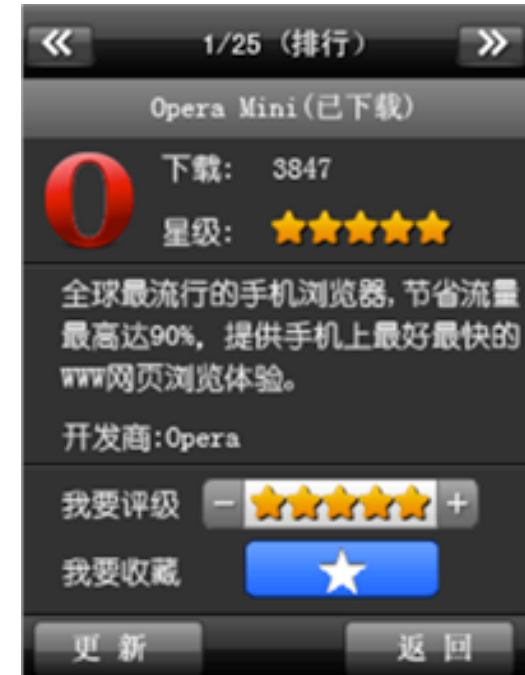 1/25（排行）
Opera Mini(已下载)
下载： 3847
星级：
全球最流行的手机浏览器,节省流量
最高达90%，提供手机上最好最快的
WWW网页浏览体验。
开发商:Opera
我要评级 - +
我要收藏
更 新 返 回